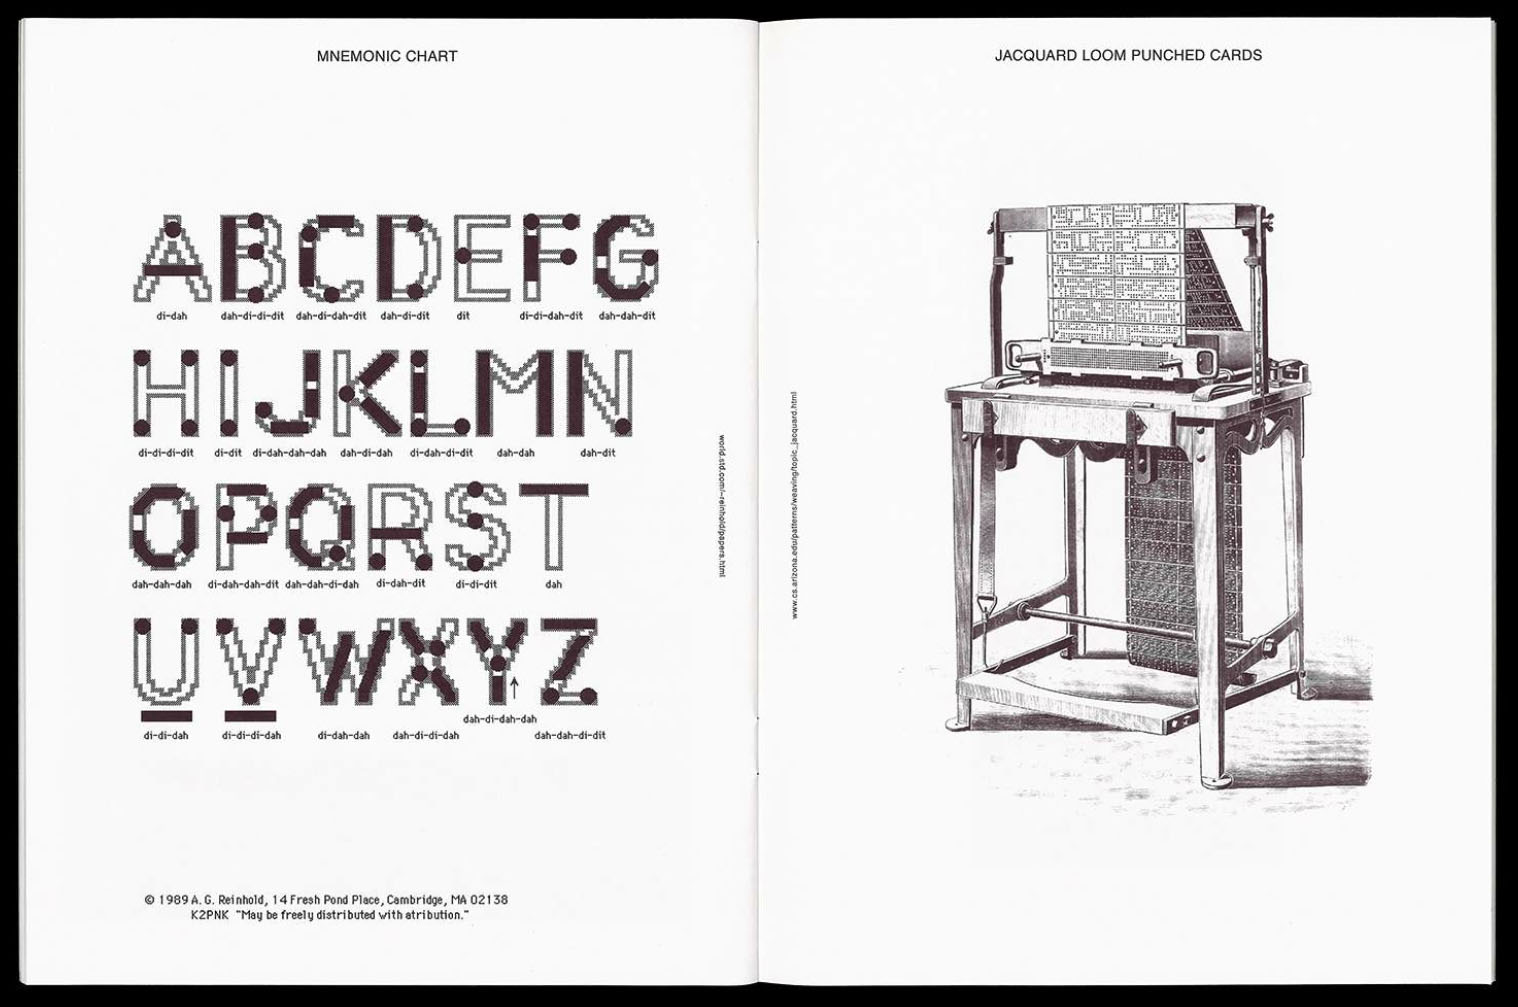 MNEMONIC CHART
A B C D E F G
di-dah dah-di-di-dit dah-di-dah-dit dah-di-dit dit di-di-dah-dit dah-dah-dit
H I J K L M N
di-di-di-dit di-dit di-dah-dah-dah dah-di-dah di-dah-di-dit dah-dah dah-dit
O P Q R S T
dah-dah-dah di-dah-dah-dit dah-dah-di-dah di-dah-dit di-di-dit dah
U V W X Y Z
dah-di-dah-dah
di-di-dah di-di-di-dah di-dah-dah dah-di-di-dah dah-dah-di-dit
© 1989 A. G. Reinhold, 14 Fresh Pond Place, Cambridge, MA 02138
K2PNK "May be freely distributed with atribution."
world.std.com/~reinhold/papers.html
JACQUARD LOOM PUNCHED CARDS
www.cs.arizona.edu/patterns/weaving/topic_jacquard.html